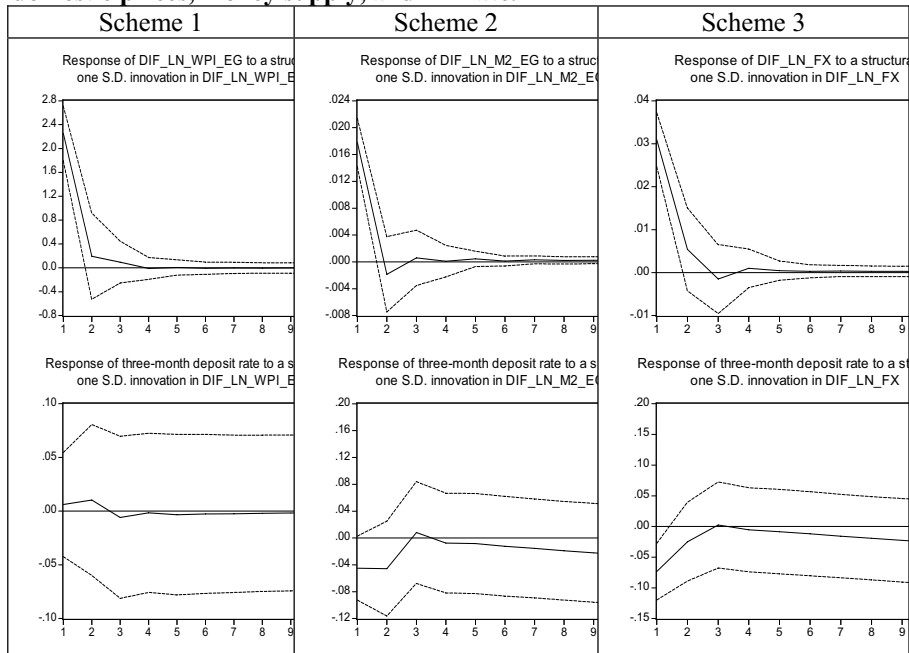 domestic prices, money supply, and
Scheme 1
Scheme 2
Scheme 3
Response of DIF_LN_WPI_EG to a struc
one S.D. innovation in DIF_LN_WPI_E
2.8
2.4
2.0
1.6
1.2
0.8
0.4
0.0
-0.4
-0.8
1 2 3 4 5 6 7 8 9
Response of DIF_LN_M2_EG to a struc
one S.D. innovation in DIF_LN_M2_EG
.024
.020
.016
.012
.008
.004
.000
-.004
-.008
1 2 3 4 5 6 7 8 9
Response of DIF_LN_FX to a structura
one S.D. innovation in DIF_LN_FX
.04
.03
.02
.01
.00
-.01
1 2 3 4 5 6 7 8 9
Response of three-month deposit rate to a s
one S.D. innovation in DIF_LN_WPI_E
.10
.05
.00
-.05
-.10
1 2 3 4 5 6 7 8 9
Response of three-month deposit rate to a s
one S.D. innovation in DIF_LN_M2_EG
.20
.16
.12
.08
.04
.00
-.04
-.08
-.12
1 2 3 4 5 6 7 8 9
Response of three-month deposit rate to a st
one S.D. innovation in DIF_LN_FX
.20
.15
.10
.05
.00
-.05
-.10
-.15
1 2 3 4 5 6 7 8 9